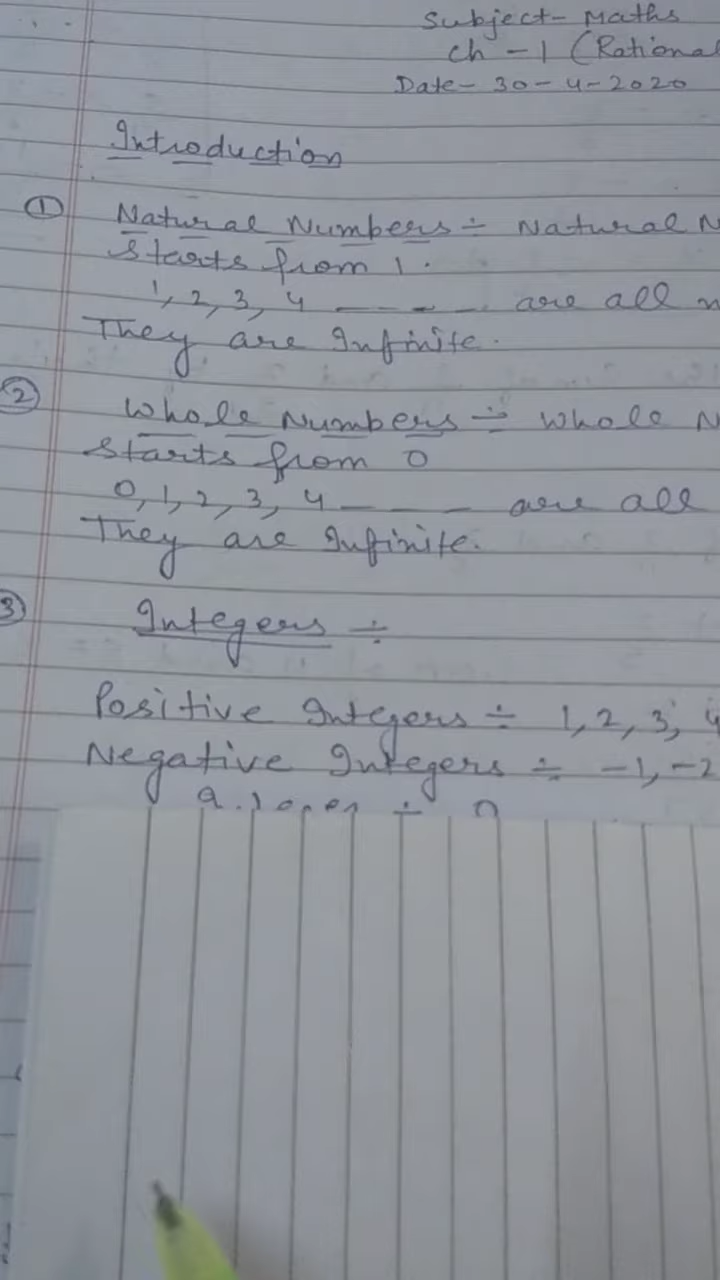 Subject- Maths
Ch - 1 (Rational
Date- 30-4-2020
Introduction
① Natural Numbers ÷ Natural N
Starts from 1.
1, 2, 3, 4 ---- are all n
They are Infinite.
② Whole Numbers ÷ Whole N
Starts from 0
0, 1, 2, 3, 4 --- are all
They are Infinite.
③ Integers ÷
Positive Integers ÷ 1, 2, 3, 4
Negative Integers ÷ -1, -2
÷ 0